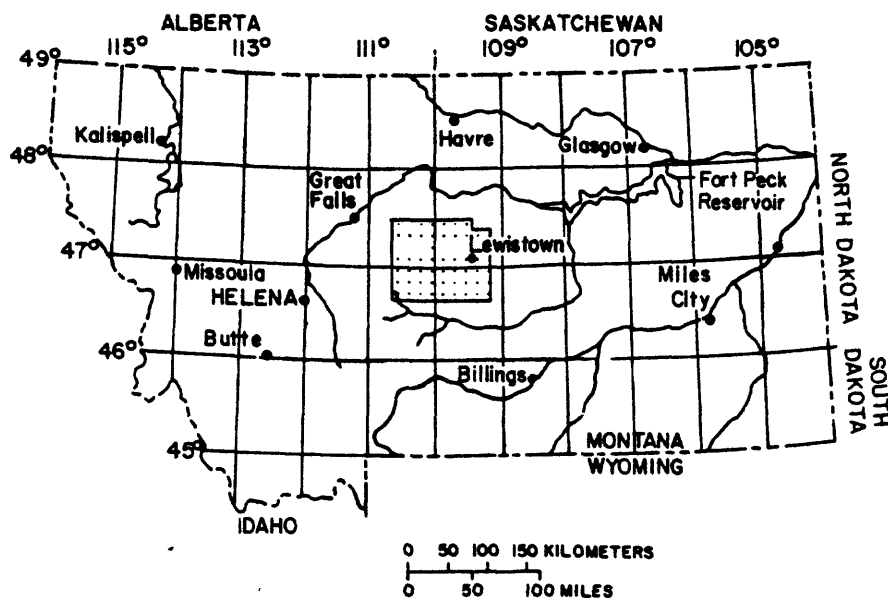 ALBERTA SASKATCHEWAN
115° 113° 111° 109° 107° 105°
49°
Kalispell
Havre
Glasgow
48°
Great
Falls
Fort Peck
Reservoir
NORTH DAKOTA
47°
Lewistown
Missoula
HELENA
Miles
City
46°
Butte
Billings
SOUTH
DAKOTA
45°
MONTANA
WYOMING
IDAHO
0 50 100 150 KILOMETERS
0 50 100 MILES